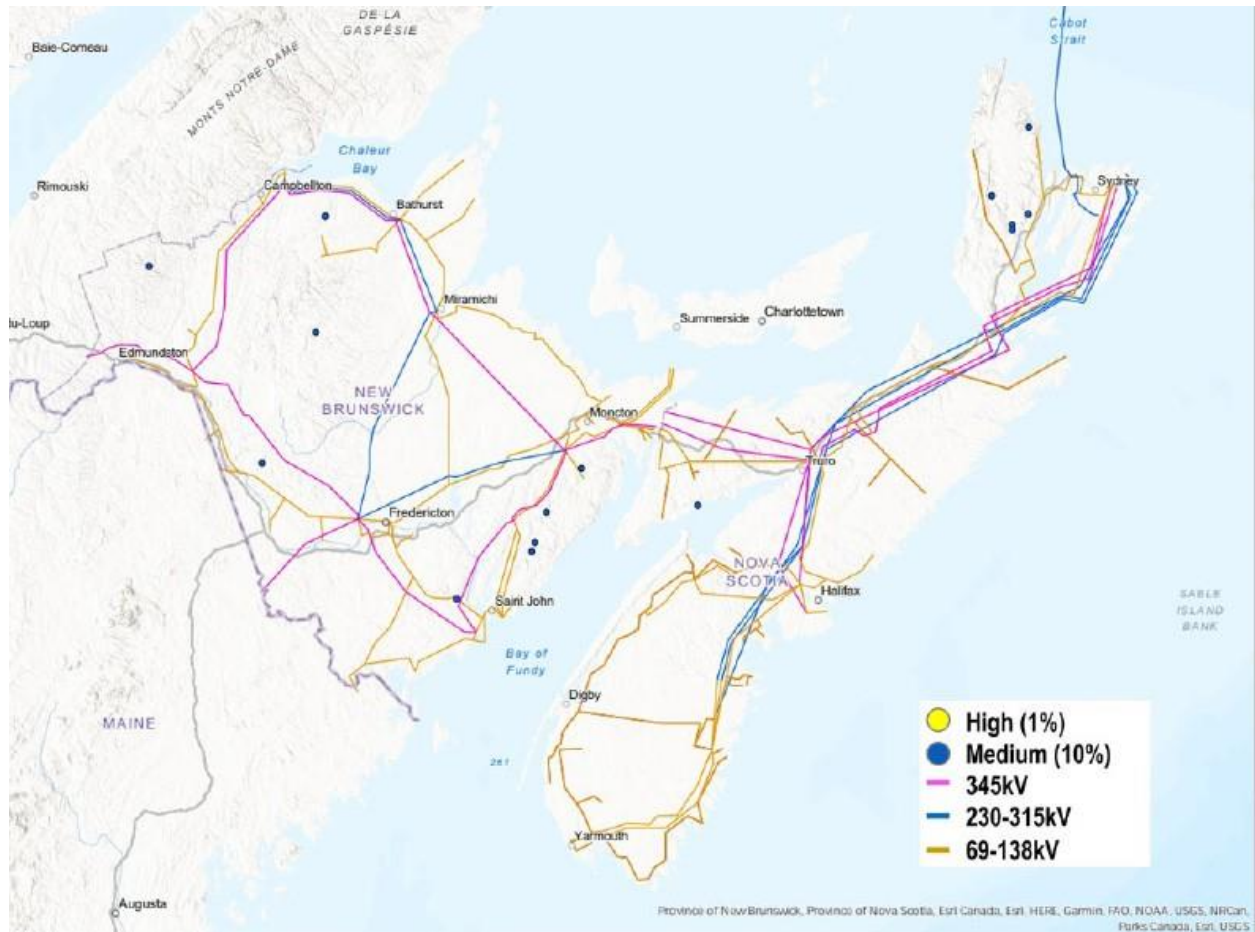 DE LA
GASPÉSIE
Cabot
Strait
Baie-Comeau
MONTS NOTRE-DAME
Chaleur
Bay
Rimouski
Campbellton
Bathurst
Sydney
Miramichi
Summerside
Charlottetown
du-Loup
Edmundston
NEW
BRUNSWICK
Moncton
Truro
Fredericton
NOVA
SCOTIA
Halifax
Saint John
SABLE
ISLAND
BANK
Bay of
Fundy
Digby
MAINE
High (1%)
Medium (10%)
345kV
230-315kV
69-138kV
261
Yarmouth
Augusta
Province of New Brunswick, Province of Nova Scotia, Esri Canada, Esri, HERE, Garmin, FAO, NOAA, USGS, NRCan,
Parks Canada, Esri, USGS